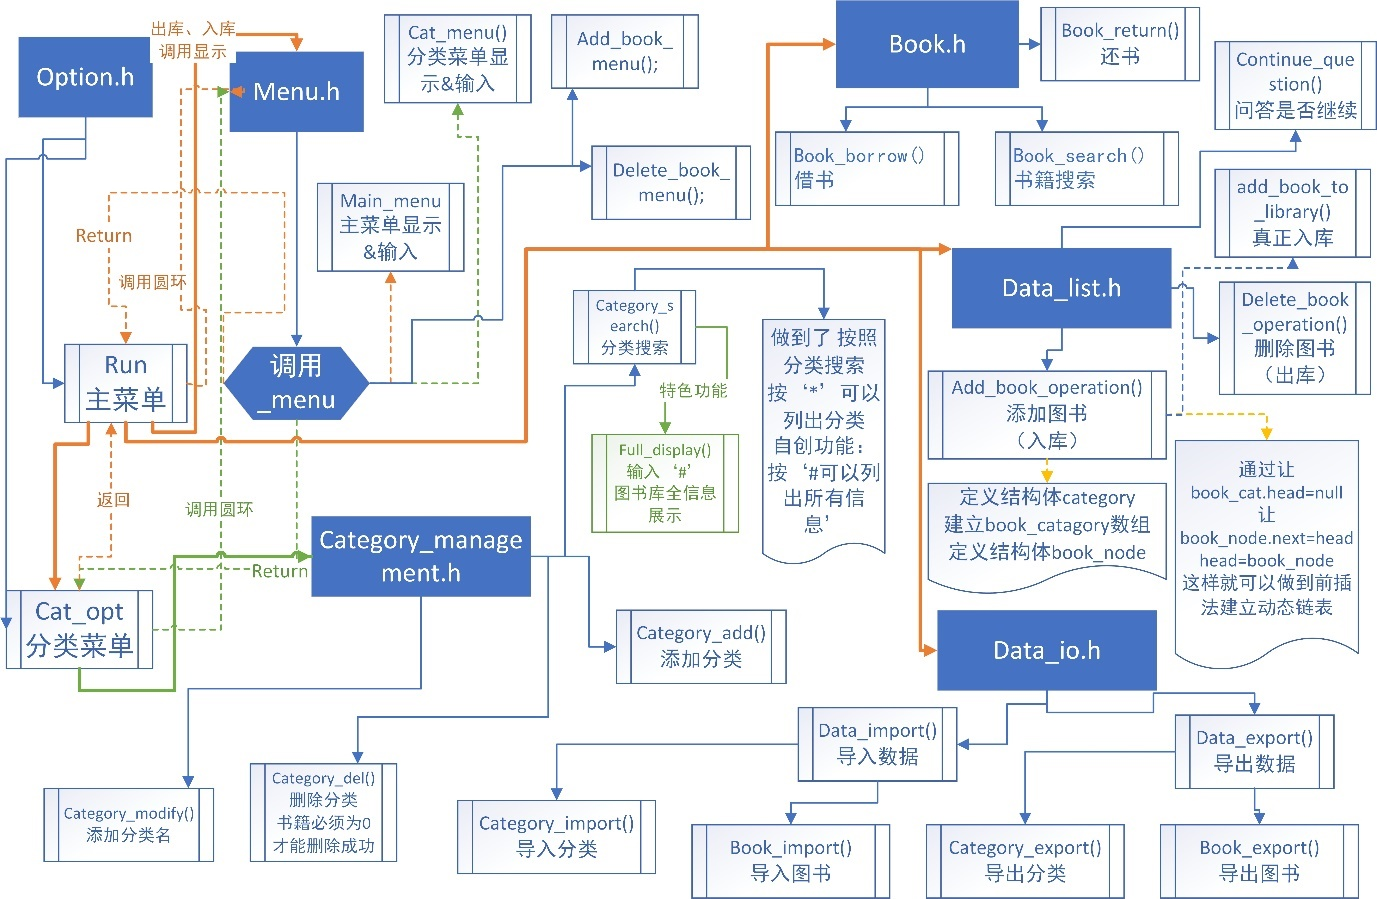 出库、入库
调用显示
Option.h
Menu.h
Cat_menu()
分类菜单显
示&输入
Add_book_
menu();
Delete_book_
menu();
Main_menu
主菜单显示
&输入
Return
调用圆环
Run
主菜单
调用
_menu
Book.h
Book_return()
还书
Book_borrow()
借书
Book_search()
书籍搜索
Continue_que
stion()
问答是否继续
add_book_to
_library()
真正入库
Data_list.h
Delete_book
_operation()
删除图书
（出库）
Category_s
earch()
分类搜索
特色功能
Full_display()
输入‘#’
图书库全信息
展示
做到了 按照
分类搜索
按‘*’可以
列出分类
自创功能：
按‘#可以列
出所有信
息’
Add_book_operation()
添加图书
（入库）
定义结构体category
建立book_catagory数组
定义结构体book_node
通过让
book_cat.head=null
让
book_node.next=head
head=book_node
这样就可以做到前插
法建立动态链表
返回
调用圆环
Return
Category_manage
ment.h
Cat_opt
分类菜单
Category_add()
添加分类
Data_io.h
Category_modify()
添加分类名
Category_del()
删除分类
书籍必须为0
才能删除成功
Data_import()
导入数据
Data_export()
导出数据
Category_import()
导入分类
Book_import()
导入图书
Category_export()
导出分类
Book_export()
导出图书